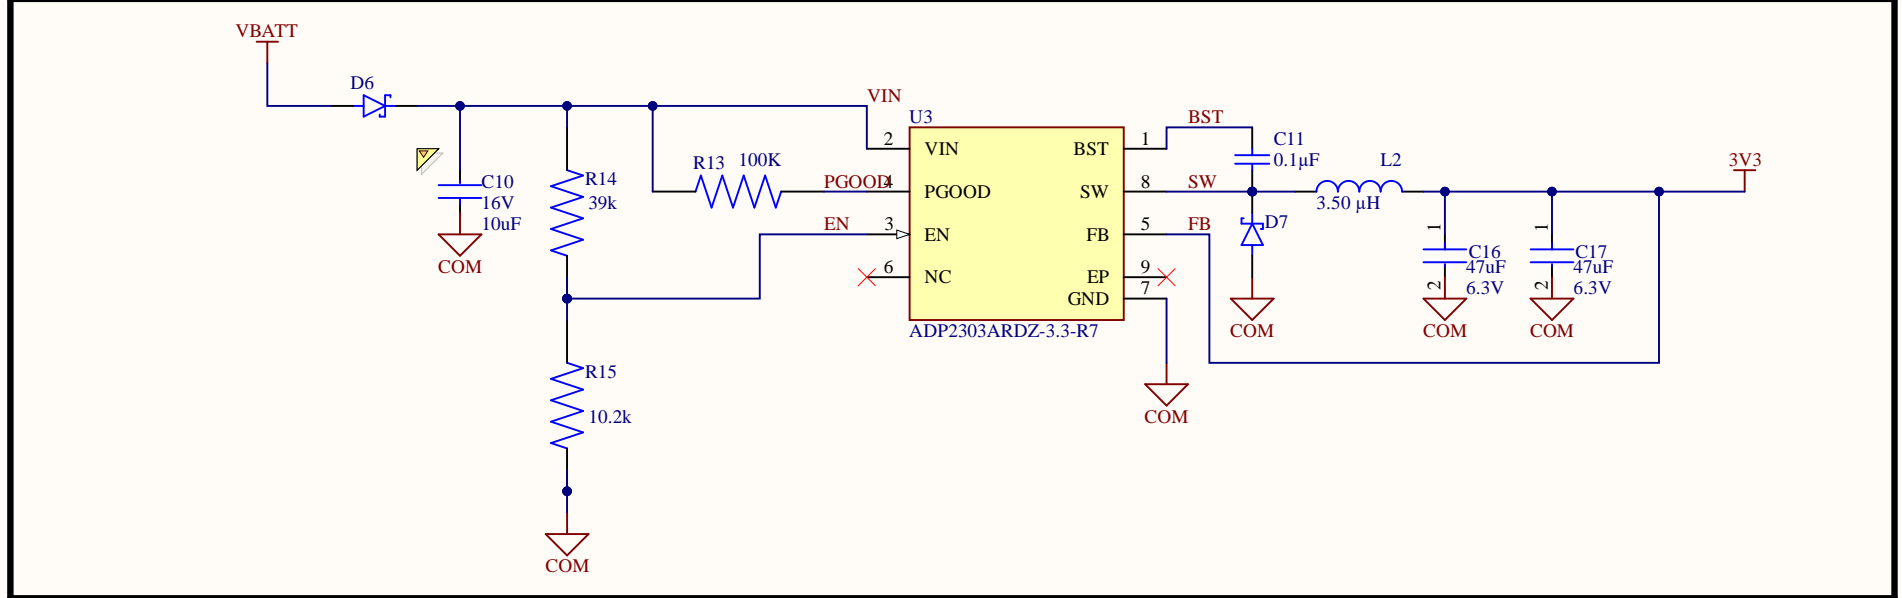 VBATT
D6
VIN
U3
BST
2
VIN
BST
1
C11
0.1µF
L2
3V3
R13
100K
PGOOD
4
PGOOD
SW
8
SW
3.50 µH
C10
16V
10uF
COM
R14
39k
EN
3
EN
FB
5
FB
D7
1
C16
47uF
6.3V
2
1
C17
47uF
6.3V
2
6
NC
EP
9
GND
7
ADP2303ARDZ-3.3-R7
COM
COM
COM
R15
10.2k
COM
COM